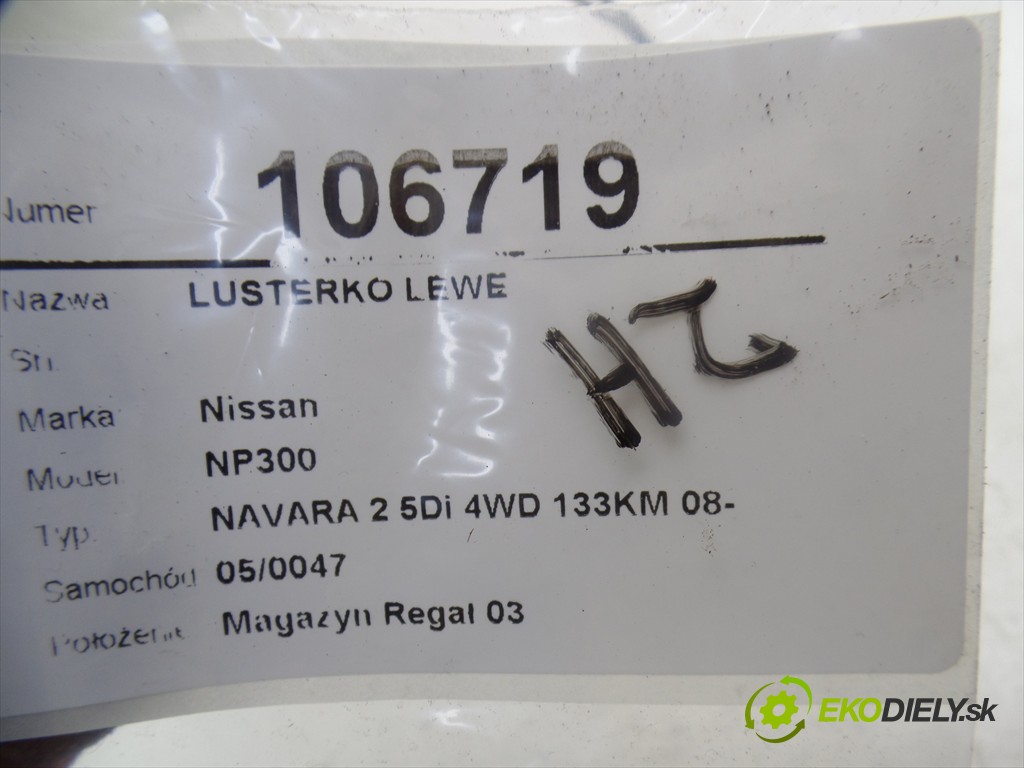 Numer 106719
Nazwa LUSTERKO LEWE
Sil.
Marka Nissan
Model NP300
Typ. NAVARA 2 5Di 4WD 133KM 08-
Samochód 05/0047
Położenie Magazyn Regał 03
EKODIELY.sk